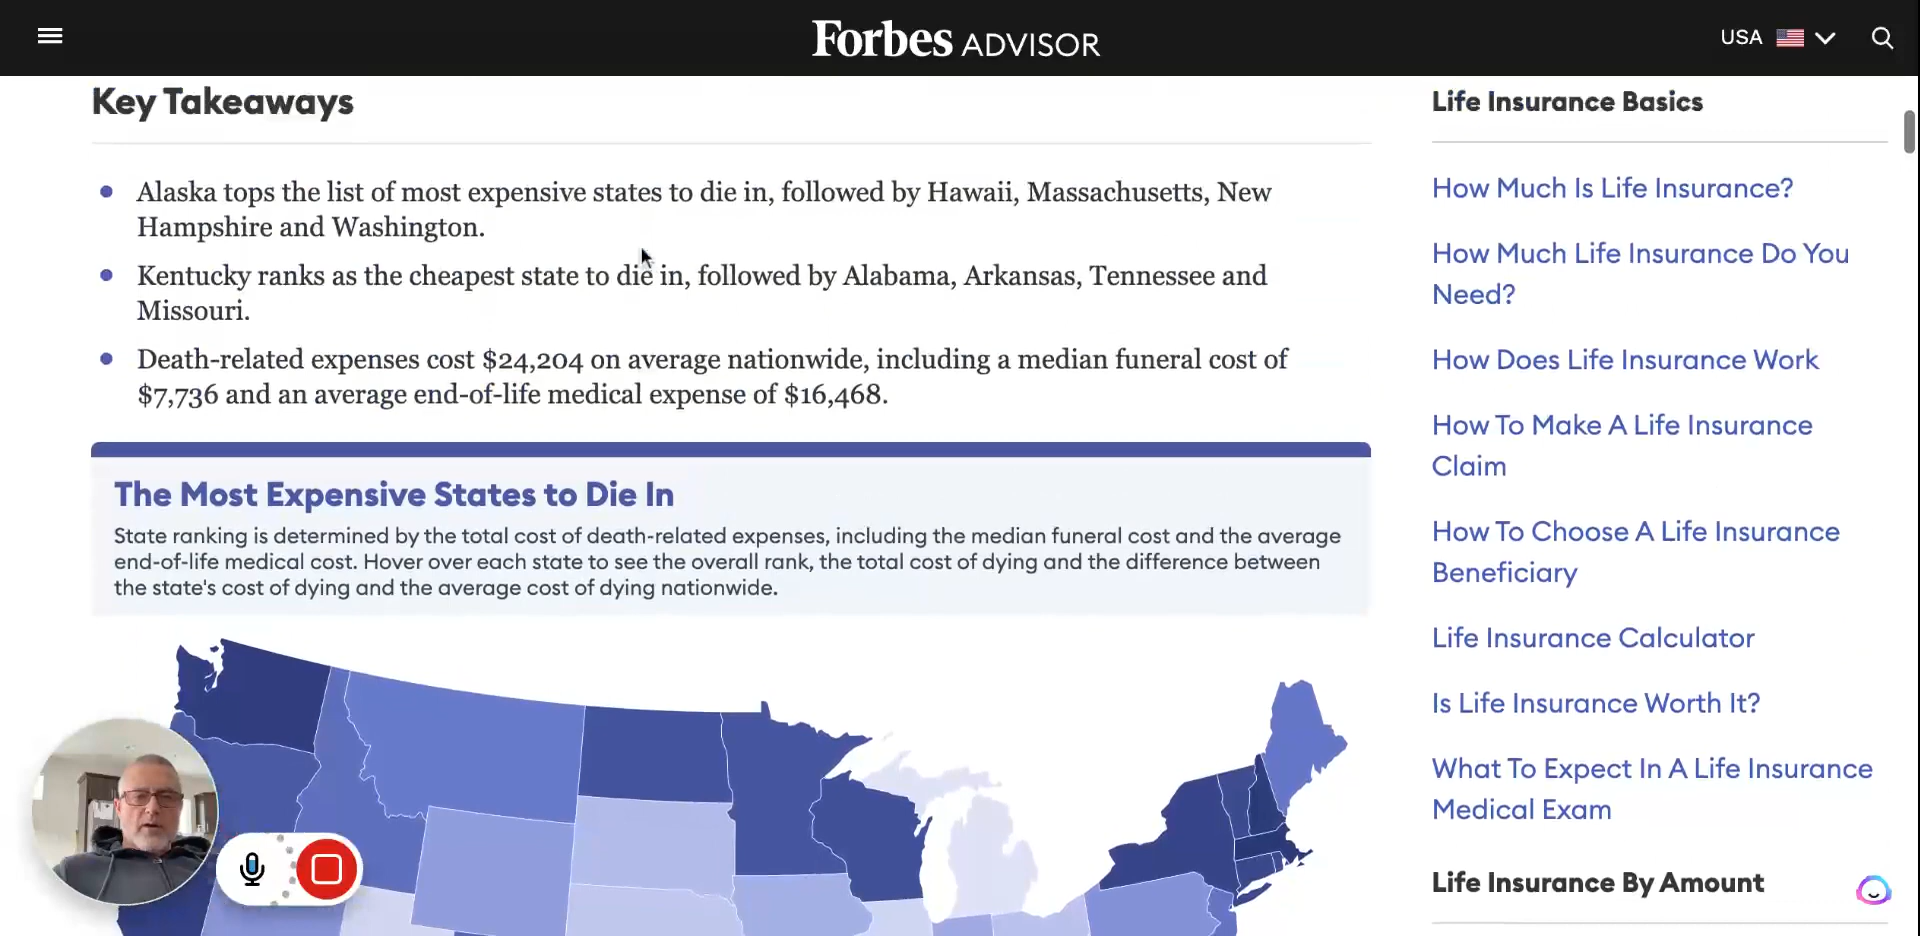 Forbes ADVISOR
USA
Key Takeaways
Alaska tops the list of most expensive states to die in, followed by Hawaii, Massachusetts, New
Hampshire and Washington.
Kentucky ranks as the cheapest state to die in, followed by Alabama, Arkansas, Tennessee and
Missouri.
Death-related expenses cost $24,204 on average nationwide, including a median funeral cost of
$7,736 and an average end-of-life medical expense of $16,468.
The Most Expensive States to Die In
State ranking is determined by the total cost of death-related expenses, including the median funeral cost and the average
end-of-life medical cost. Hover over each state to see the overall rank, the total cost of dying and the difference between
the state's cost of dying and the average cost of dying nationwide.
Life Insurance Basics
How Much Is Life Insurance?
How Much Life Insurance Do You
Need?
How Does Life Insurance Work
How To Make A Life Insurance
Claim
How To Choose A Life Insurance
Beneficiary
Life Insurance Calculator
Is Life Insurance Worth It?
What To Expect In A Life Insurance
Medical Exam
Life Insurance By Amount